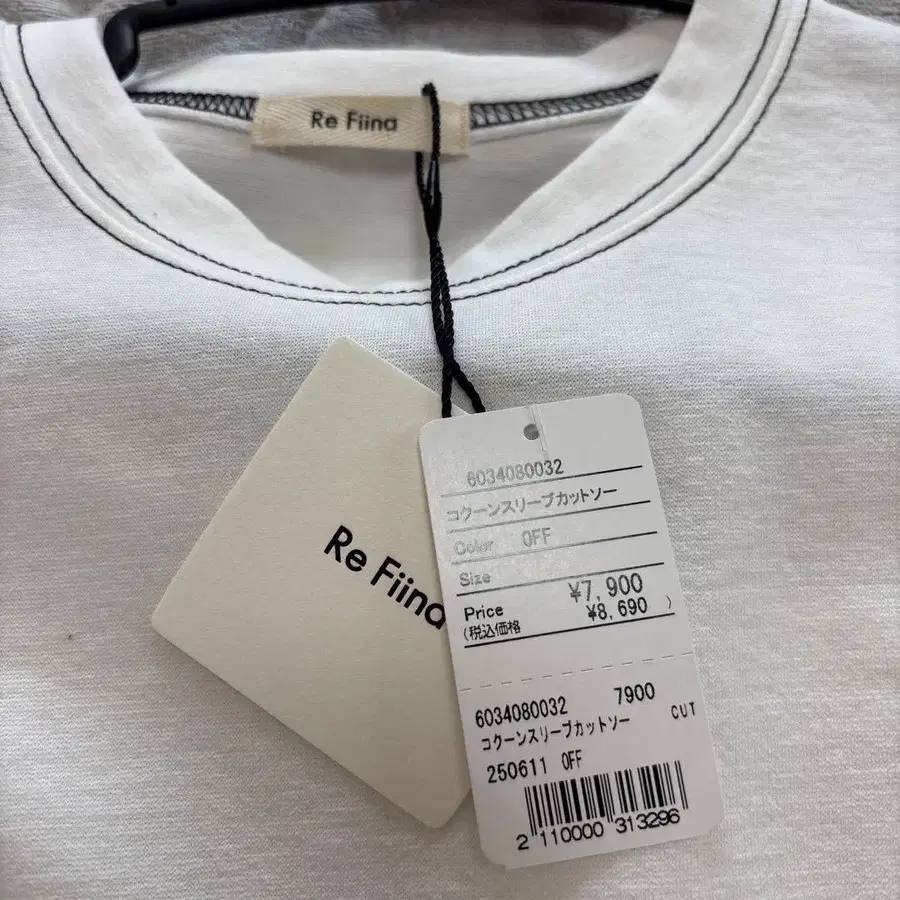 Re Fiina
Re Fiina
6034080032
コクーンスリーブカットソー
Color OFF
Size
Price ¥7,900
(税込価格 ¥8,690 )
6034080032 7900
コクーンスリーブカットソー CUT
250611 OFF
2 110000 313296